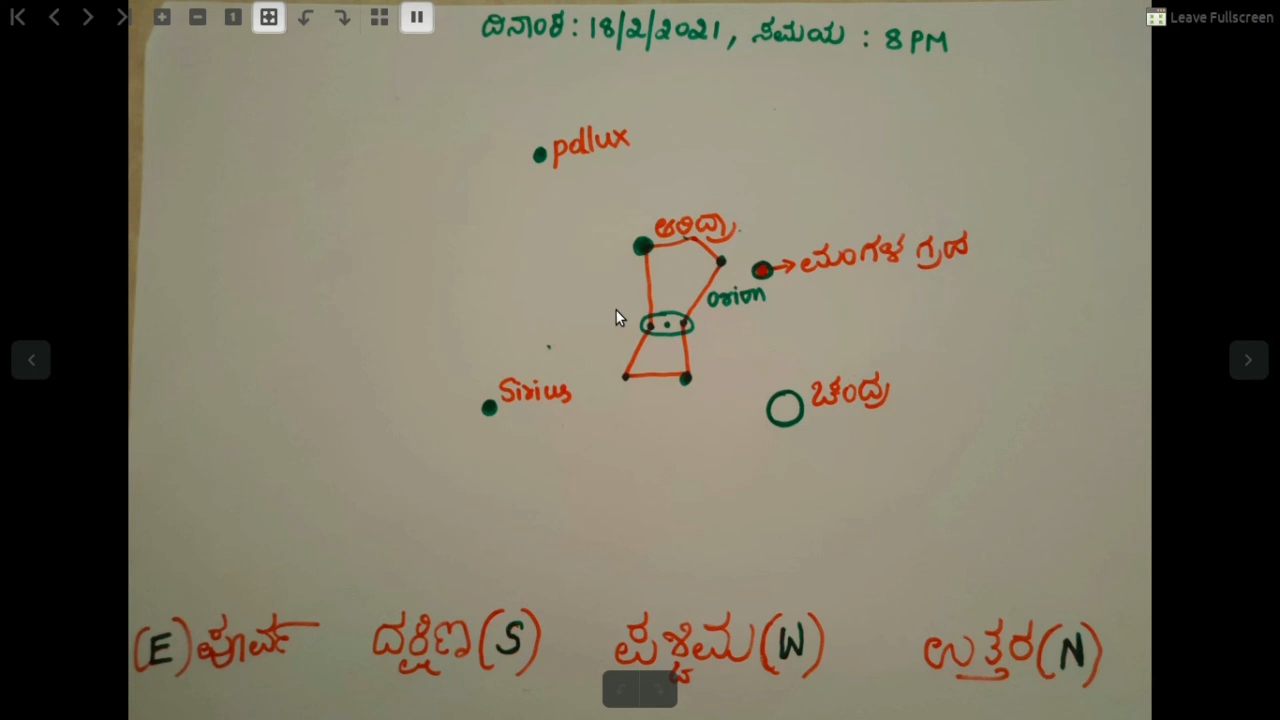 Leave Fullscreen
ದಿನಾಂಕ: 18/2/2021, ಸಮಯ : 8 PM
pollux
ಆರಿದ್ರಾ
→ ಮಂಗಳ ಗ್ರಹ
orion
Sirius
ಚಂದ್ರ
(E) ಪೂರ್ವ ದಕ್ಷಿಣ (S) ಪಶ್ಚಿಮ (W) ಉತ್ತರ (N)